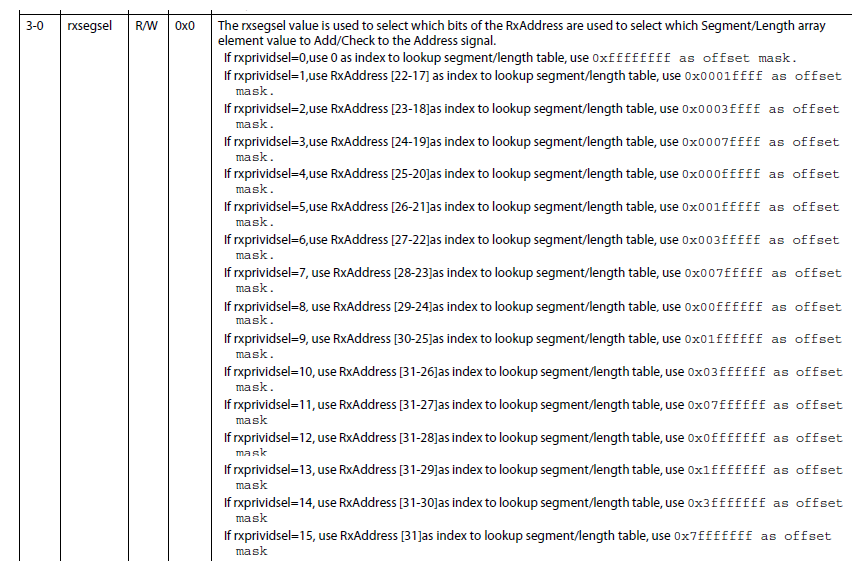 3-0 rxsegsel R/W 0x0 The rxsegsel value is used to select which bits of the RxAddress are used to select which Segment/Length array
element value to Add/Check to the Address signal.
If rxprividsel=0,use 0 as index to lookup segment/length table, use 0xffffffff as offset mask.
If rxprividsel=1,use RxAddress [22-17] as index to lookup segment/length table, use 0x0001ffff as offset
mask.
If rxprividsel=2,use RxAddress [23-18]as index to lookup segment/length table, use 0x0003ffff as offset
mask.
If rxprividsel=3,use RxAddress [24-19]as index to lookup segment/length table, use 0x0007ffff as offset
mask.
If rxprividsel=4,use RxAddress [25-20]as index to lookup segment/length table, use 0x000fffff as offset
mask.
If rxprividsel=5,use RxAddress [26-21]as index to lookup segment/length table, use 0x001fffff as offset
mask.
If rxprividsel=6,use RxAddress [27-22]as index to lookup segment/length table, use 0x003fffff as offset
mask.
If rxprividsel=7, use RxAddress [28-23]as index to lookup segment/length table, use 0x007fffff as offset
mask.
If rxprividsel=8, use RxAddress [29-24]as index to lookup segment/length table, use 0x00ffffff as offset
mask.
If rxprividsel=9, use RxAddress [30-25]as index to lookup segment/length table, use 0x01ffffff as offset
mask.
If rxprividsel=10, use RxAddress [31-26]as index to lookup segment/length table, use 0x03ffffff as offset
mask.
If rxprividsel=11, use RxAddress [31-27]as index to lookup segment/length table, use 0x07ffffff as offset
mask
If rxprividsel=12, use RxAddress [31-28]as index to lookup segment/length table, use 0x0fffffff as offset
mask
If rxprividsel=13, use RxAddress [31-29]as index to lookup segment/length table, use 0x1fffffff as offset
mask
If rxprividsel=14, use RxAddress [31-30]as index to lookup segment/length table, use 0x3fffffff as offset
mask
If rxprividsel=15, use RxAddress [31]as index to lookup segment/length table, use 0x7fffffff as offset
mask